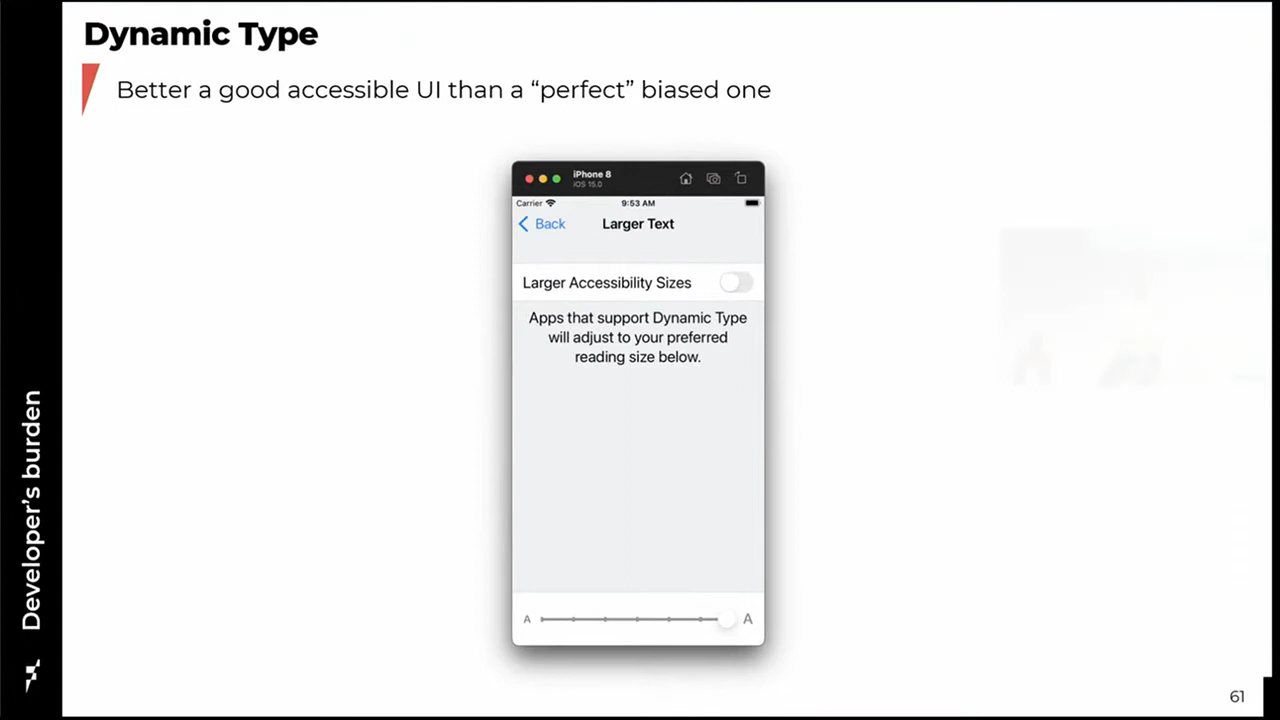 Dynamic Type
Better a good accessible UI than a “perfect” biased one
iPhone 8
iOS 15.0
Carrier
9:53 AM
Back
Larger Text
Larger Accessibility Sizes
Apps that support Dynamic Type
will adjust to your preferred
reading size below.
A
A
Developer’s burden
61